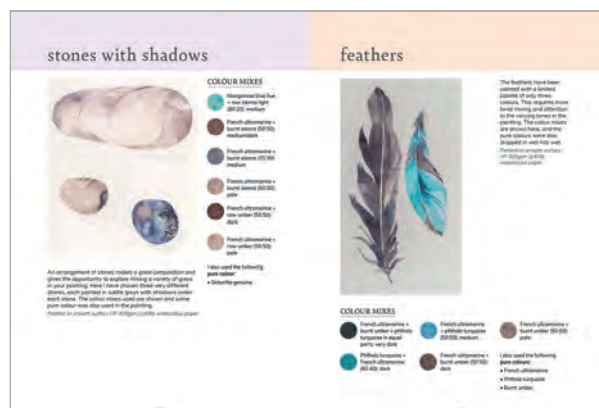 stones with shadows
COLOUR MIXES
Manganese blue hue
+ raw sienna light
(80:20): medium
French ultramarine +
burnt sienna (50:50):
medium/dark
French ultramarine +
burnt sienna
medium
French ultramarine +
burnt sienna (50:50):
pale
French ultramarine +
raw umber (50:50):
dark
French ultramarine +
raw umber (50:50):
pale
I also used the following
pure colour:
• Sodalite genuine
An arrangement of stones makes a good composition and
gives the opportunity to explore mixing a variety of greys
in your painting. Here I have chosen three very different
stones, each painted in subtle greys with shadows under
each stone. The colour mixes used are shown and some
pure colour was also used in the painting.
Painted on smooth surface HP 300gsm (140lb) watercolour paper.
feathers
The feathers have been
painted with a limited
palette of only three
colours. This requires more
tonal mixing and attention
to the varying tones in the
painting. The colour mixes
are shown here, and the
pure colours were also
dropped in wet into wet.
Painted on smooth surface
HP 300gsm (140lb)
watercolour paper.
COLOUR MIXES
French ultramarine +
burnt umber + phthalo
turquoise in equal
parts: very dark
French ultramarine
+ phthalo turquoise
(50:50): medium
French ultramarine +
burnt umber (50:50):
pale
Phthalo turquoise +
French ultramarine
(60:40): dark
French ultramarine +
burnt umber (50:50):
dark
I also used the following
pure colours:
• French ultramarine
• Phthalo turquoise
• Burnt umber